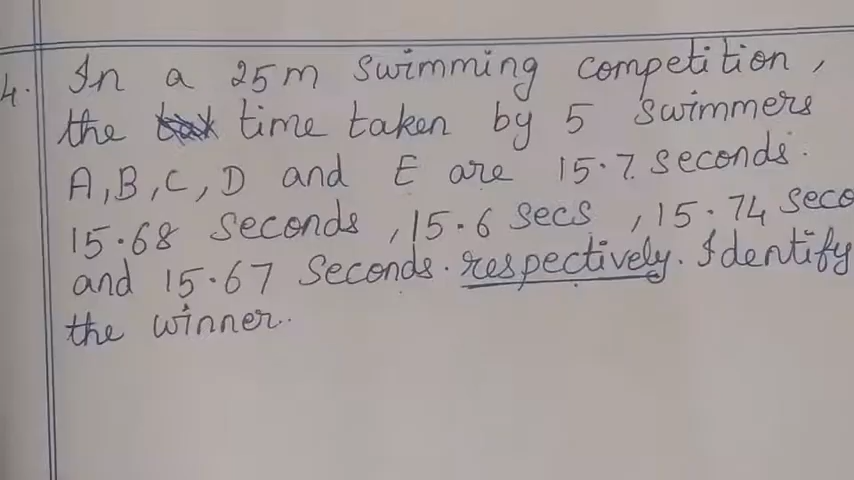 4. In a 25m swimming competition,
the time taken by 5 swimmers
A, B, C, D and E are 15.7 seconds.
15.68 seconds, 15.6 secs, 15.74 seco
and 15.67 seconds. respectively. Identify
the winner.